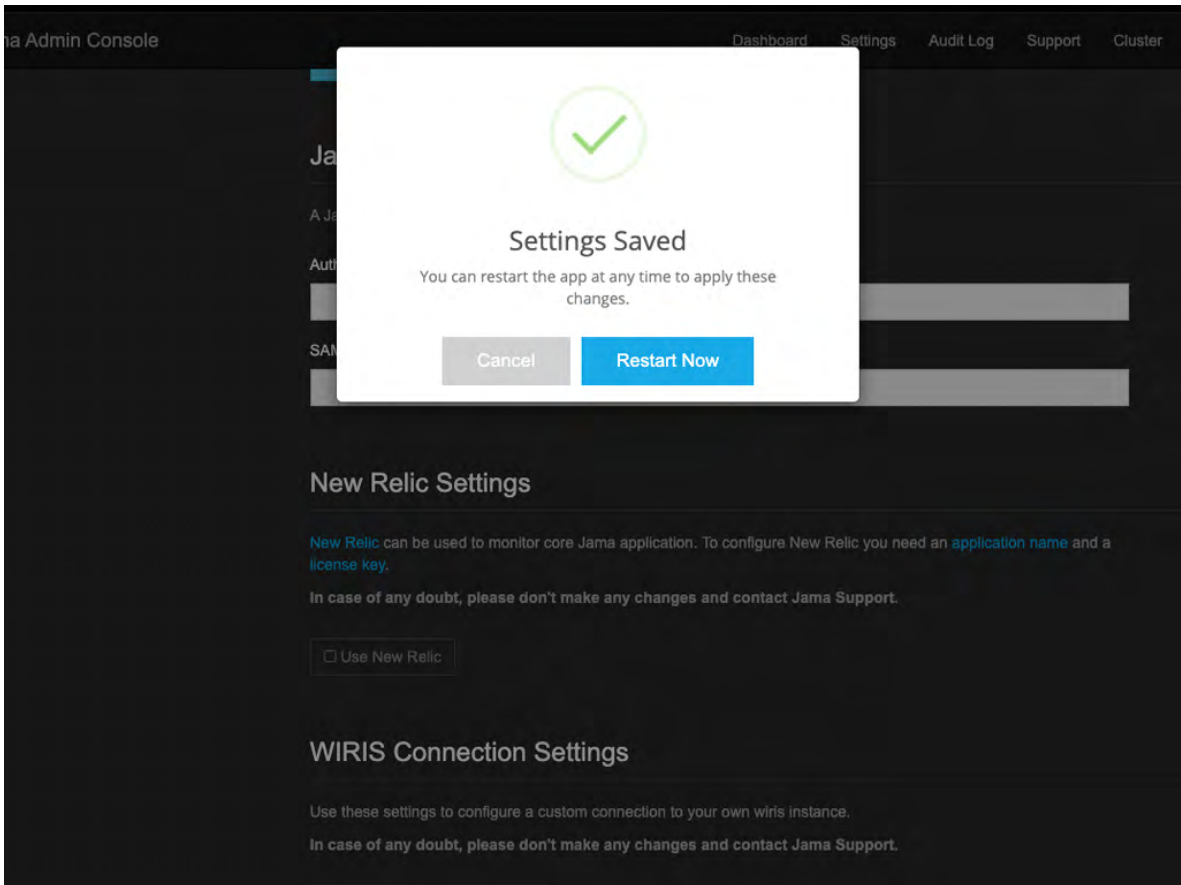 na Admin Console
Dashboard Settings Audit Log Support Cluster
Ja
A Ja
Settings Saved
Auth
You can restart the app at any time to apply these
changes.
SAM
Cancel Restart Now
New Relic Settings
New Relic can be used to monitor core Jama application. To configure New Relic you need an application name and a
license key.
In case of any doubt, please don't make any changes and contact Jama Support.
Use New Relic
WIRIS Connection Settings
Use these settings to configure a custom connection to your own wiris instance.
In case of any doubt, please don't make any changes and contact Jama Support.